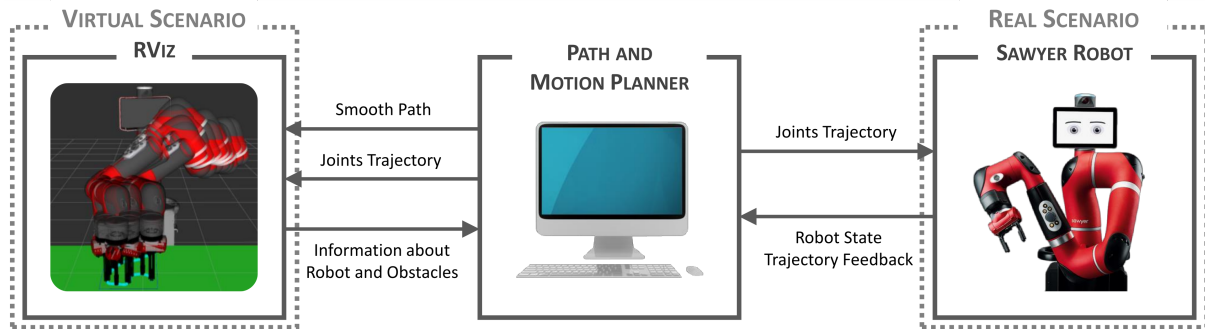 VIRTUAL SCENARIO
RVIZ
Smooth Path
Joints Trajectory
Information about
Robot and Obstacles
PATH AND
MOTION PLANNER
Joints Trajectory
Robot State
Trajectory Feedback
REAL SCENARIO
SAWYER ROBOT
sawyer